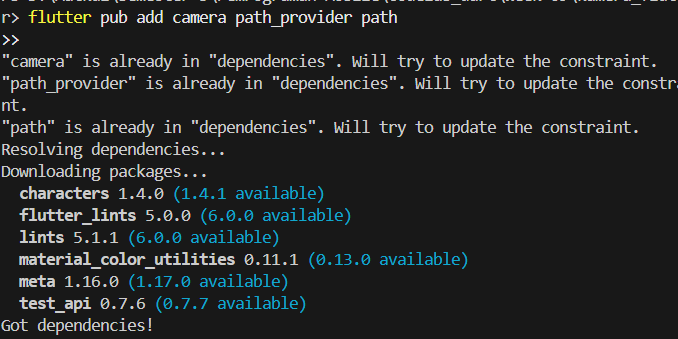 r> flutter pub add camera path_provider path
>>
"camera" is already in "dependencies". Will try to update the constraint.
"path_provider" is already in "dependencies". Will try to update the constrai
nt.
"path" is already in "dependencies". Will try to update the constraint.
Resolving dependencies...
Downloading packages...
characters 1.4.0 (1.4.1 available)
flutter_lints 5.0.0 (6.0.0 available)
lints 5.1.1 (6.0.0 available)
material_color_utilities 0.11.1 (0.13.0 available)
meta 1.16.0 (1.17.0 available)
test_api 0.7.6 (0.7.7 available)
Got dependencies!